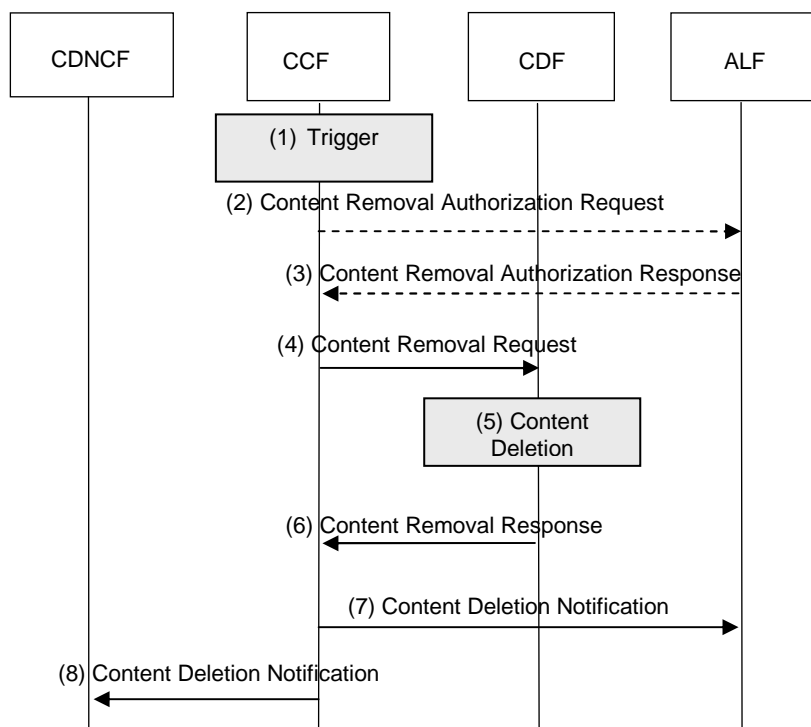 CDNCF
CCF
CDF
ALF
(1) Trigger
(2) Content Removal Authorization Request
(3) Content Removal Authorization Response
(4) Content Removal Request
(5) Content
Deletion
(6) Content Removal Response
(7) Content Deletion Notification
(8) Content Deletion Notification